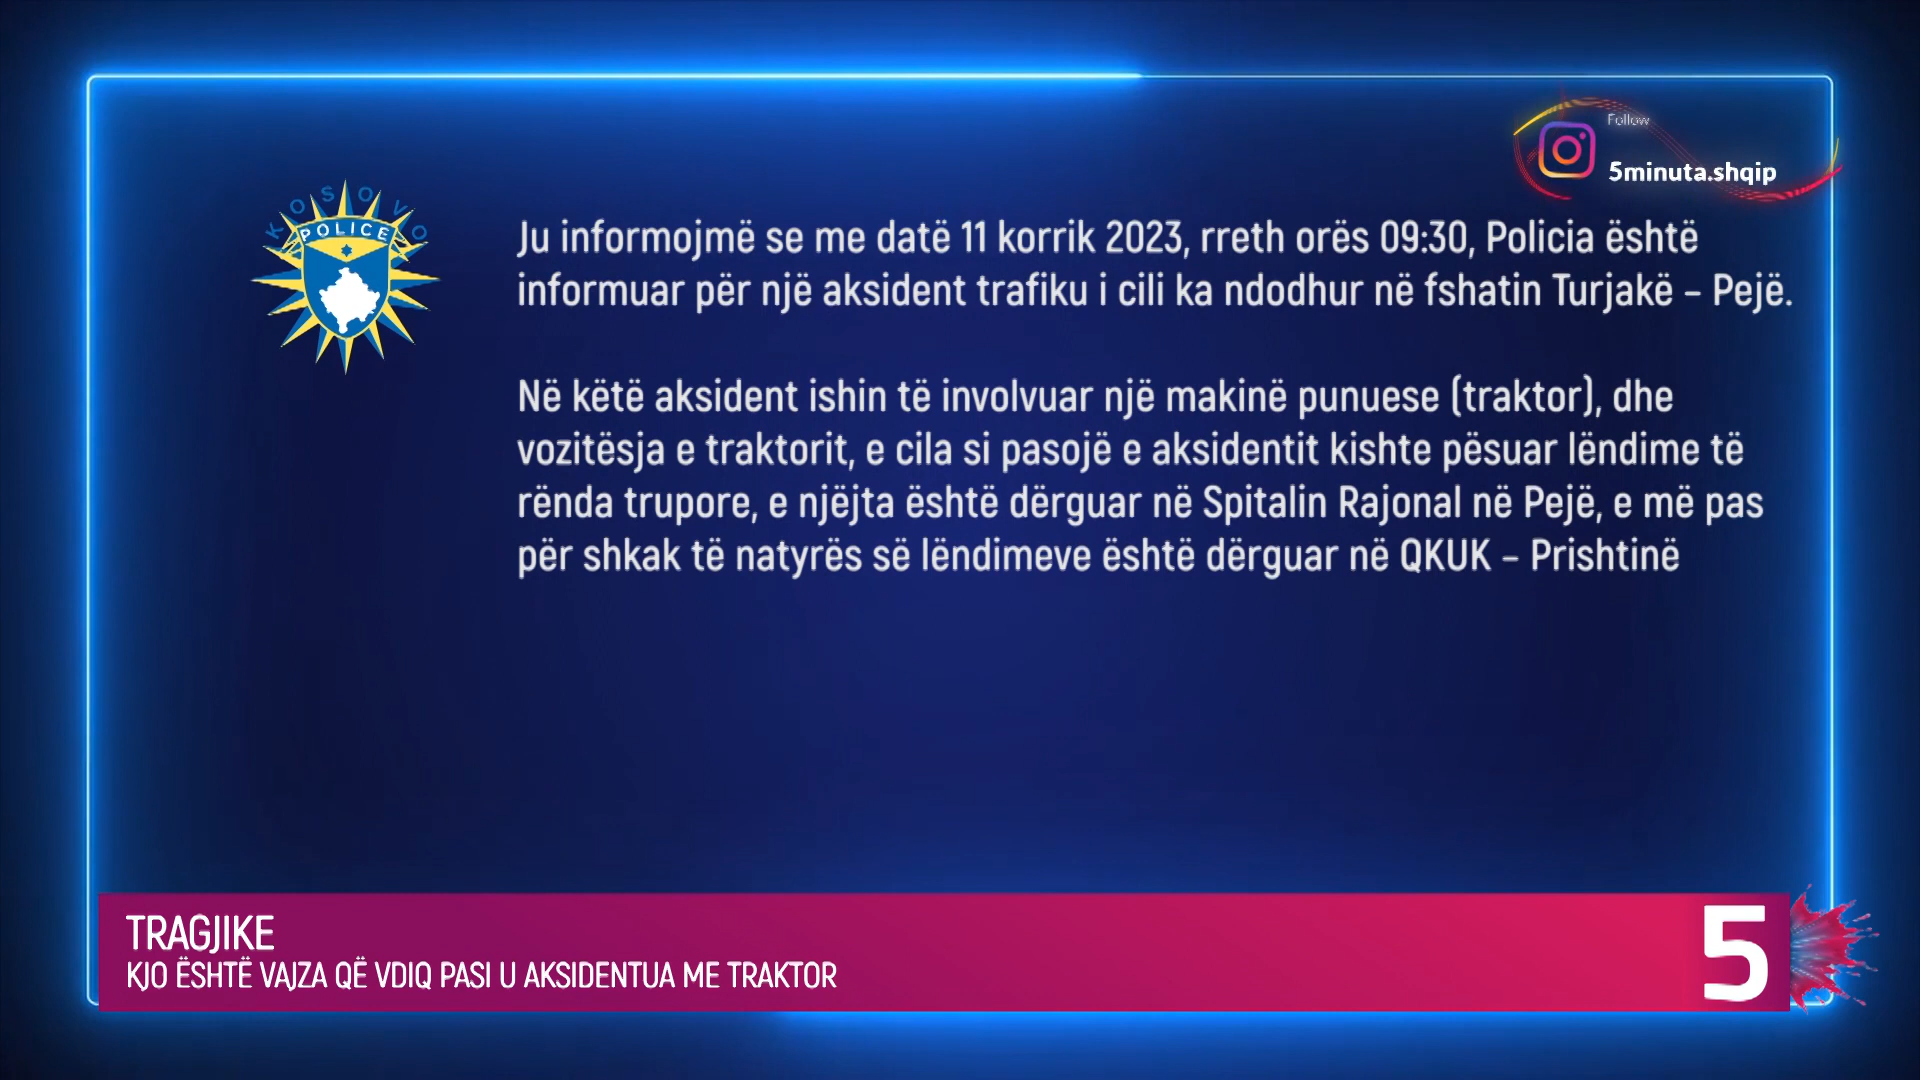 Follow
5minuta.shqip
KOSOVO
POLICE
Ju informojmë se me datë 11 korrik 2023, rreth orës 09:30, Policia është
informuar për një aksident trafiku i cili ka ndodhur në fshatin Turjakë – Pejë.
Në këtë aksident ishin të involvuar një makinë punuese (traktor), dhe
vozitësja e traktorit, e cila si pasojë e aksidentit kishte pësuar lëndime të
rënda trupore, e njëjta është dërguar në Spitalin Rajonal në Pejë, e më pas
për shkak të natyrës së lëndimeve është dërguar në QKUK – Prishtinë
TRAGJIKE
KJO ËSHTË VAJZA QË VDIQ PASI U AKSIDENTUA ME TRAKTOR
5